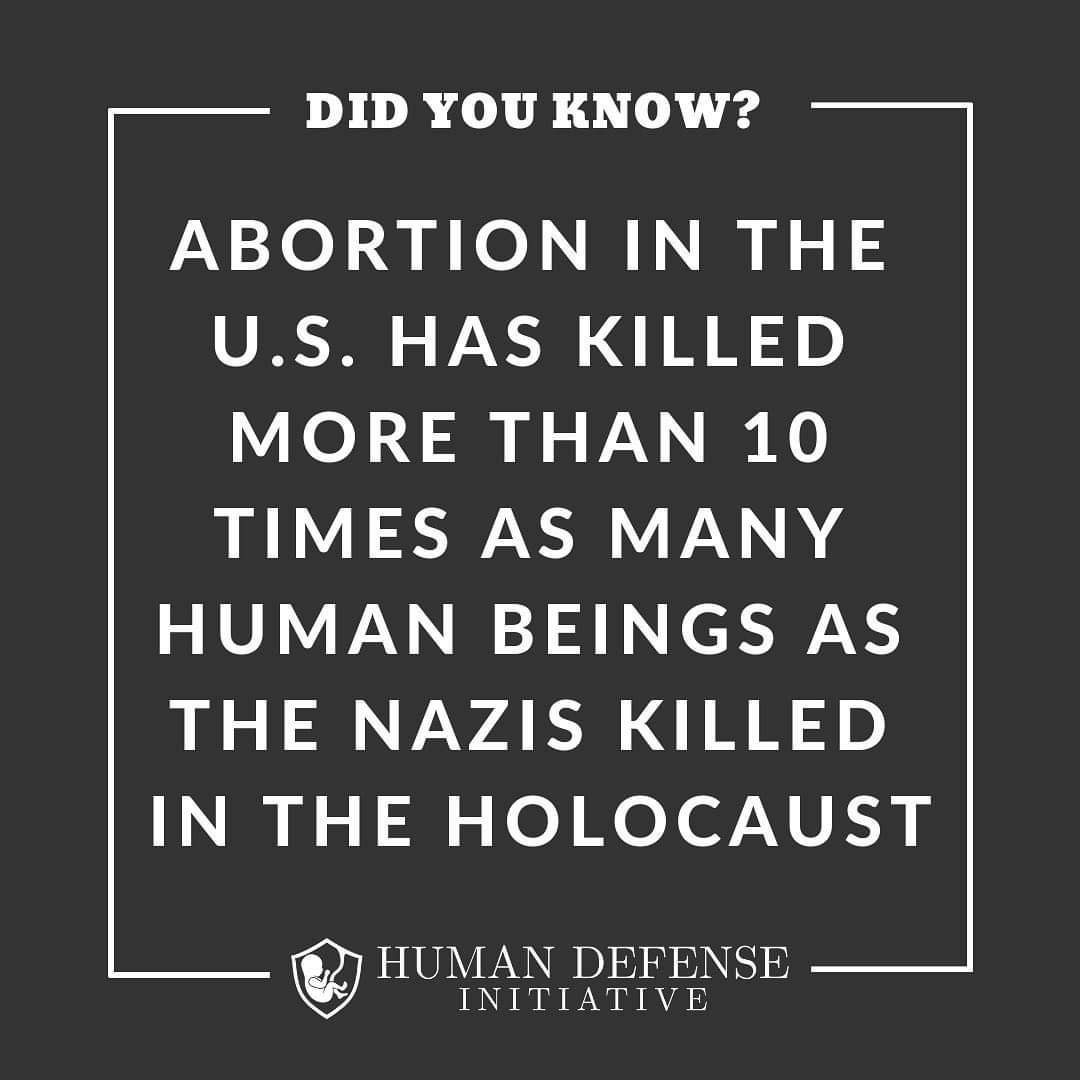 DID YOU KNOW?
ABORTION IN THE
U.S. HAS KILLED
MORE THAN 10
TIMES AS MANY
HUMAN BEINGS AS
THE NAZIS KILLED
IN THE HOLOCAUST
HUMAN DEFENSE
INITIATIVE